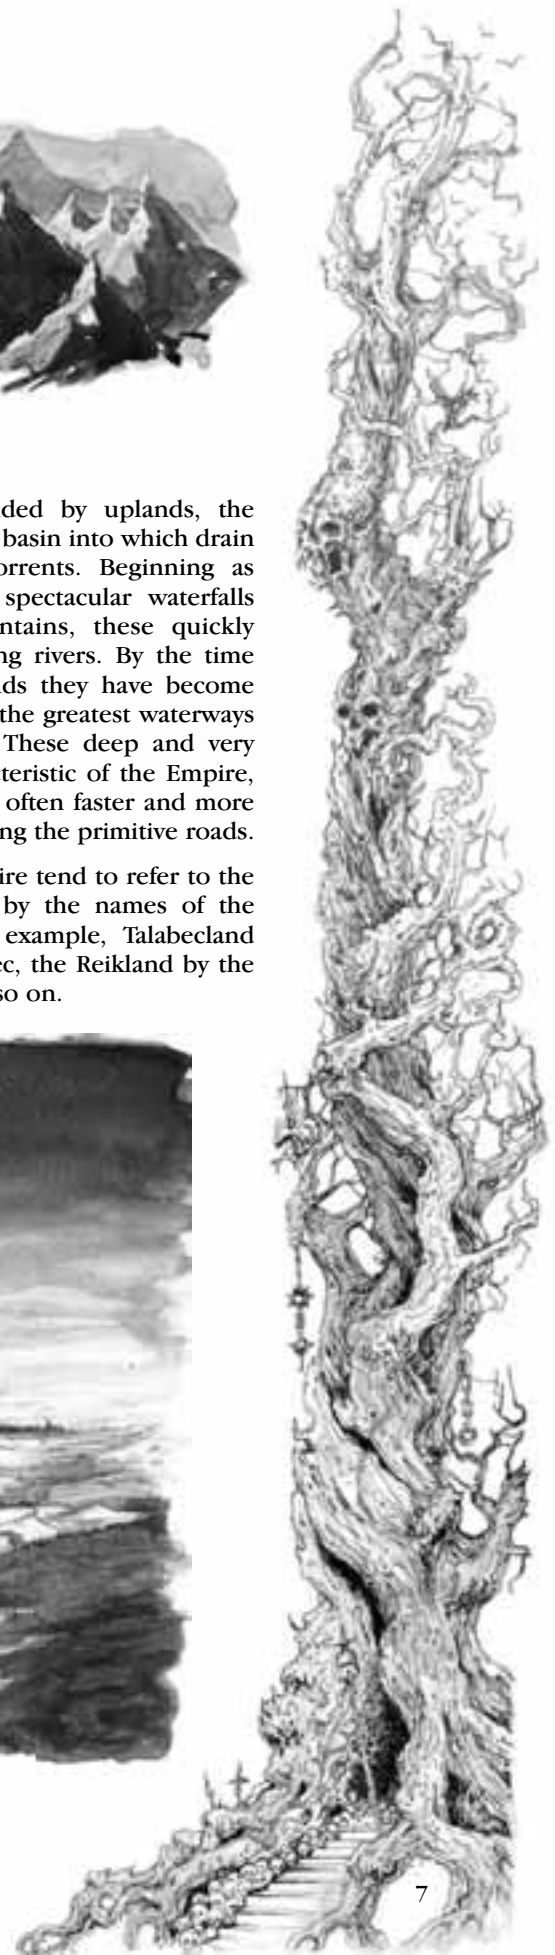 ded by uplands, the
basin into which drain
orrents. Beginning as
spectacular waterfalls
ntains, these quickly
ng rivers. By the time
ds they have become
the greatest waterways
These deep and very
cteristic of the Empire,
often faster and more
ng the primitive roads.
ire tend to refer to the
by the names of the
example, Talabecland
ec, the Reikland by the
so on.
7